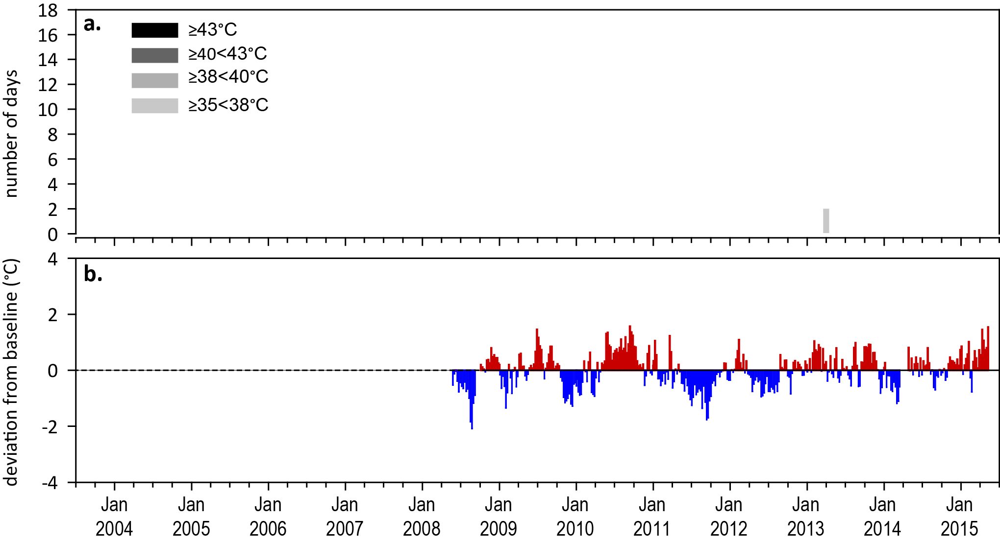 a.
≥43°C
≥40<43°C
≥38<40°C
≥35<38°C
number of days
18
16
14
12
10
8
6
4
2
0
b.
deviation from baseline (°C)
4
2
0
-2
-4
Jan Jan Jan Jan Jan Jan Jan Jan Jan Jan Jan Jan
2004 2005 2006 2007 2008 2009 2010 2011 2012 2013 2014 2015